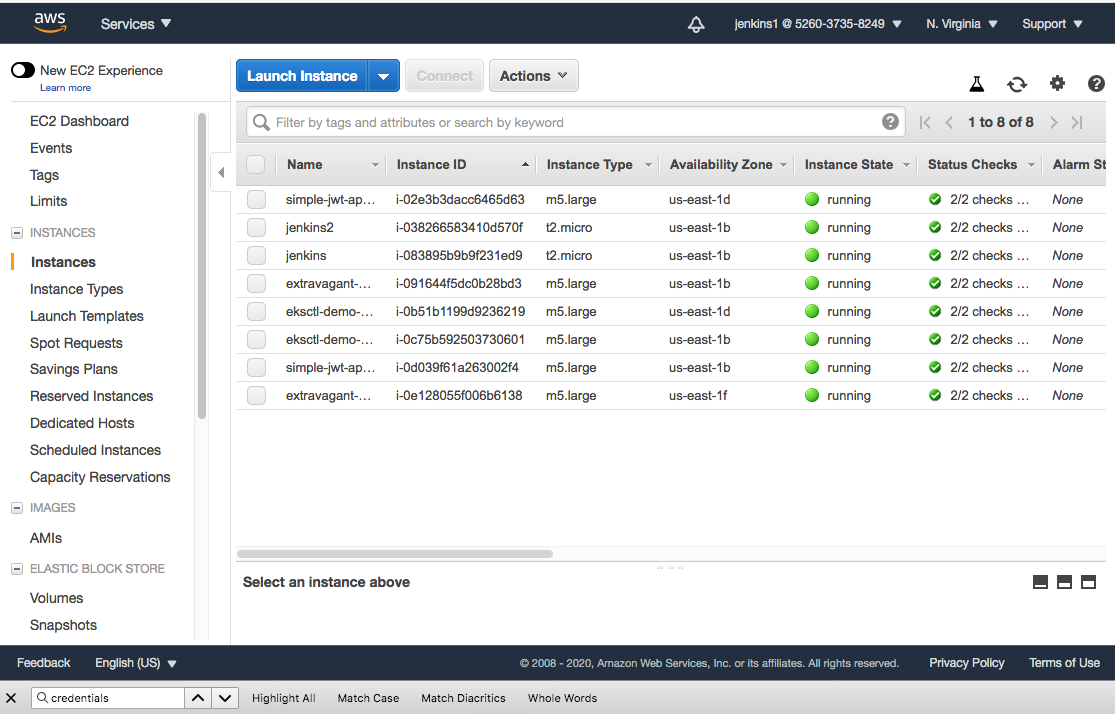 aws Services jenkins1 @ 5260-3735-8249 N. Virginia Support
New EC2 Experience
Learn more
EC2 Dashboard
Events
Tags
Limits
INSTANCES
Instances
Instance Types
Launch Templates
Spot Requests
Savings Plans
Reserved Instances
Dedicated Hosts
Scheduled Instances
Capacity Reservations
IMAGES
AMIs
ELASTIC BLOCK STORE
Volumes
Snapshots
Launch Instance Connect Actions
Filter by tags and attributes or search by keyword 1 to 8 of 8
Name Instance ID Instance Type Availability Zone Instance State Status Checks Alarm St
simple-jwt-ap... i-02e3b3dacc6465d63 m5.large us-east-1d running 2/2 checks ... None
jenkins2 i-038266583410d570f t2.micro us-east-1b running 2/2 checks ... None
jenkins i-083895b9b9f231ed9 t2.micro us-east-1b running 2/2 checks ... None
extravagant-... i-091644f5dc0b28bd3 m5.large us-east-1b running 2/2 checks ... None
eksctl-demo-... i-0b51b1199d9236219 m5.large us-east-1d running 2/2 checks ... None
eksctl-demo-... i-0c75b592503730601 m5.large us-east-1b running 2/2 checks ... None
simple-jwt-ap... i-0d039f61a263002f4 m5.large us-east-1b running 2/2 checks ... None
extravagant-... i-0e128055f006b6138 m5.large us-east-1f running 2/2 checks ... None
Select an instance above
Feedback English (US) © 2008 - 2020, Amazon Web Services, Inc. or its affiliates. All rights reserved. Privacy Policy Terms of Use
credentials Highlight All Match Case Match Diacritics Whole Words